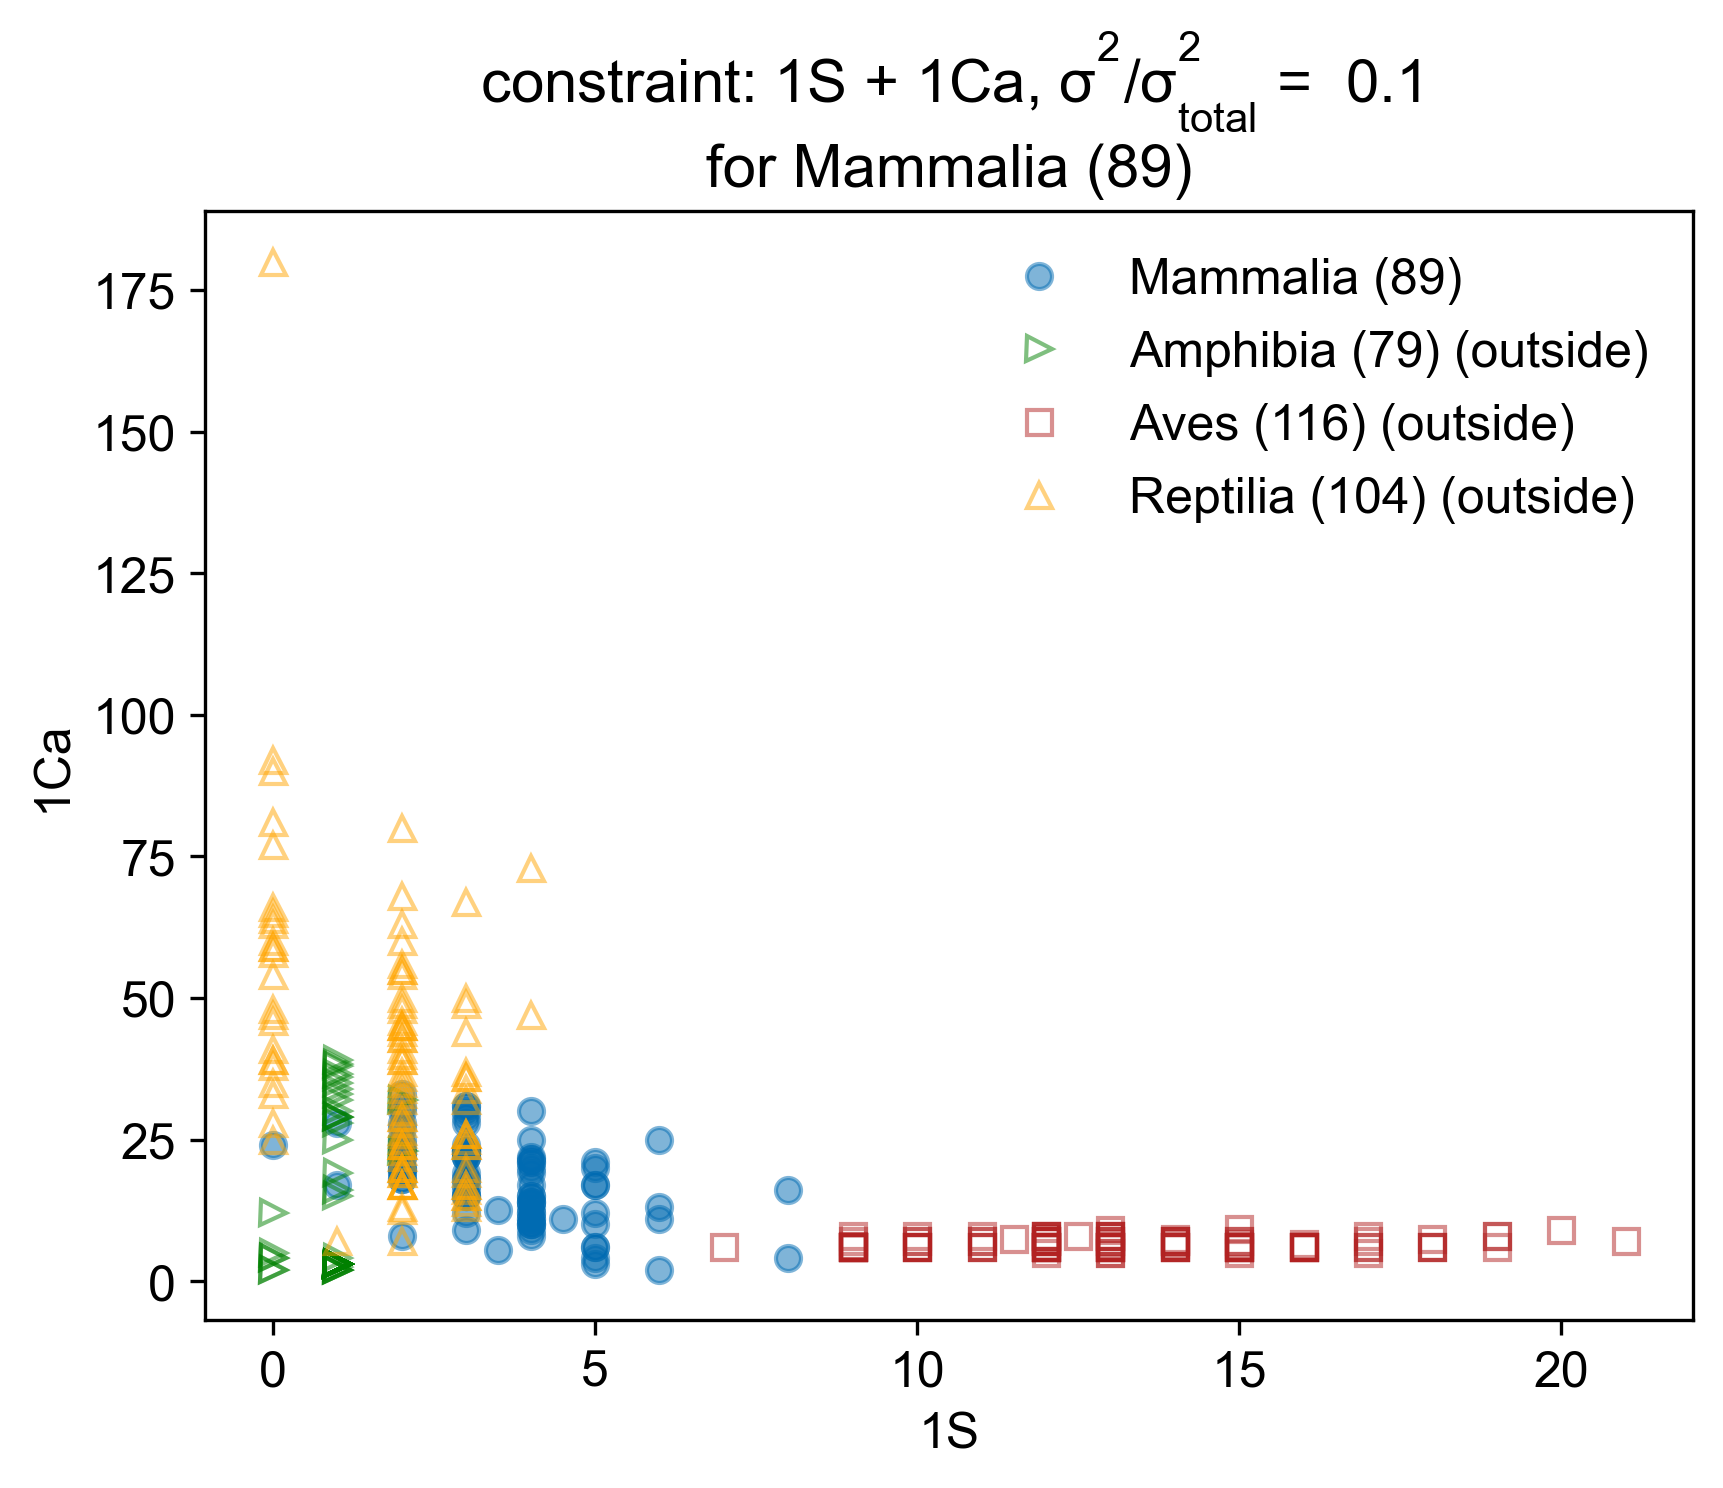 constraint: 1S + 1Ca, σ²/σ²total = 0.1
for Mammalia (89)
Mammalia (89)
Amphibia (79) (outside)
Aves (116) (outside)
Reptilia (104) (outside)
175
150
125
100
75
50
25
0
1Ca
0 5 10 15 20
1S